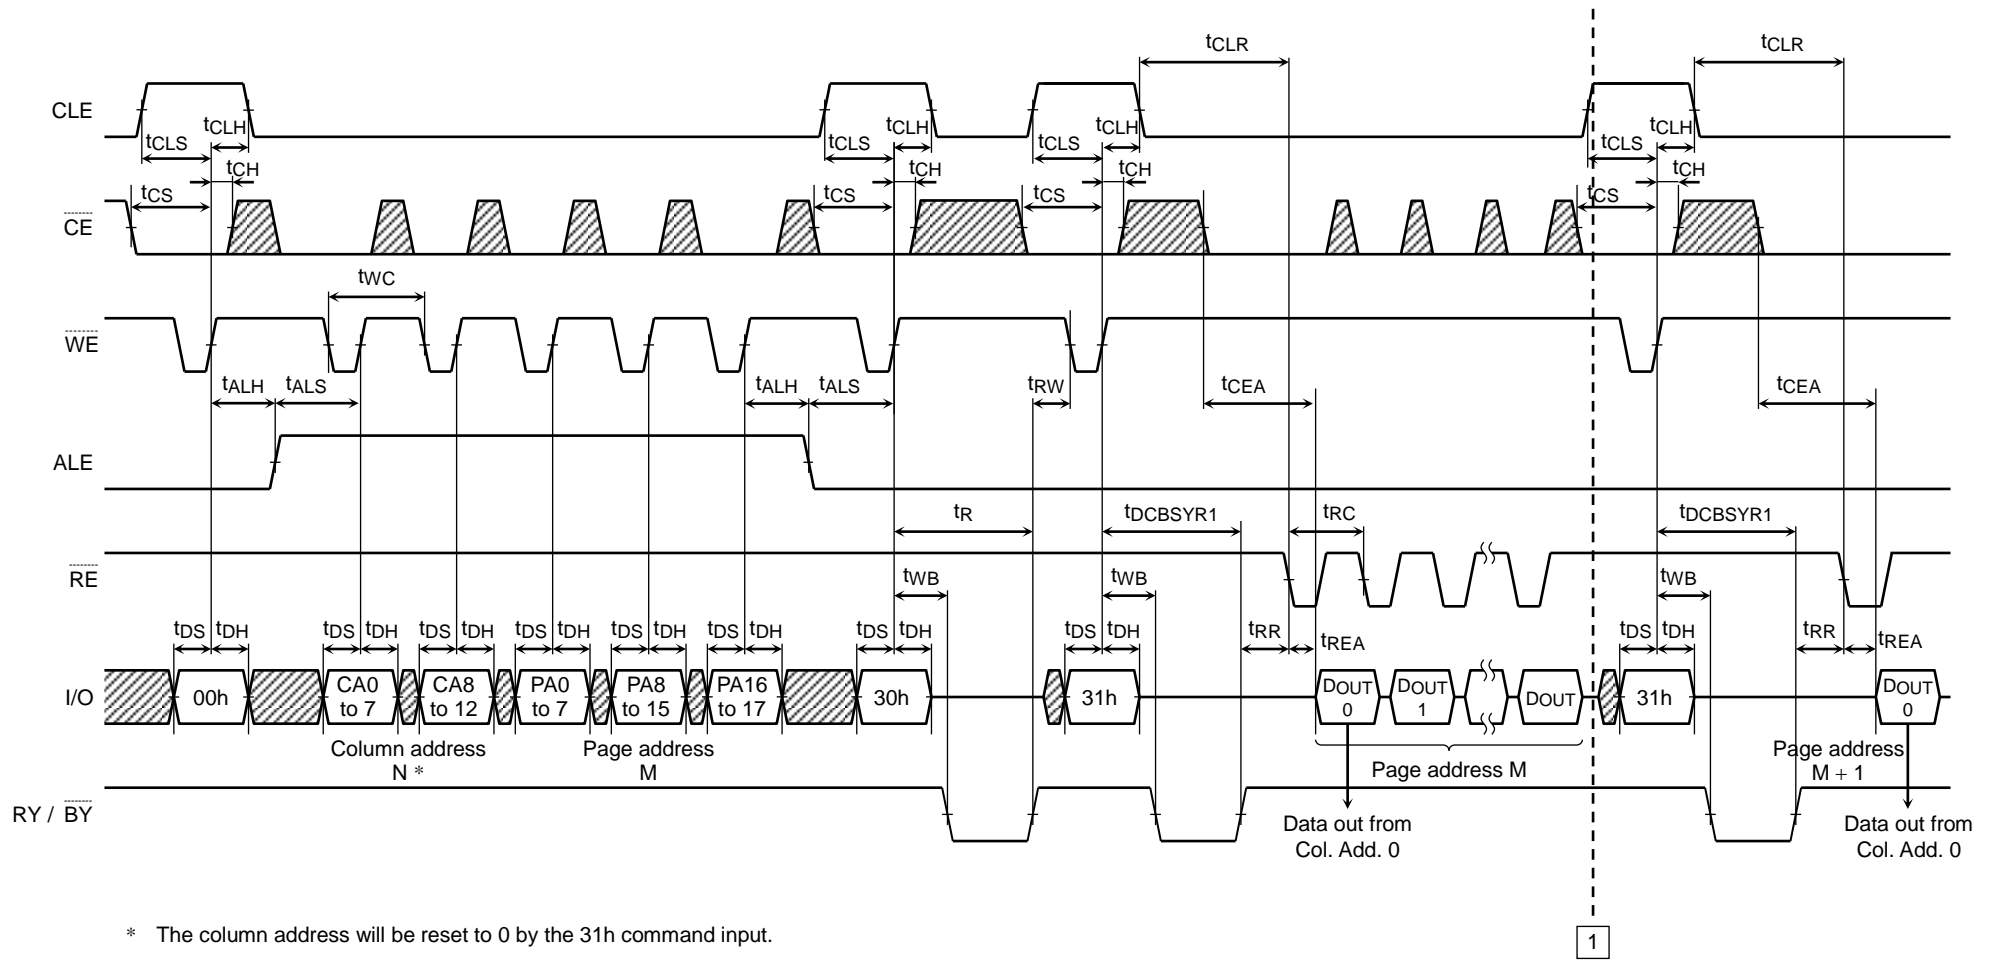 tCLR tCLR
CLE
tCLS tCLH tCLS tCLH tCLS tCLH tCLS tCLH
tCH tCH tCH tCH
tCS tCS tCS tCS
CE
tWC
WE
tALH tALS tALH tALS tRW tCEA tCEA
ALE
tR tDCBSYR1 tRC tDCBSYR1
RE
tWB tWB tWB
tDS tDH tDS tDH tDS tDH tDS tDH tDS tDH tDS tDH tDS tDH tDS tDH tRR tREA tDS tDH tRR tREA
I/O
00h
CA0
to 7
CA8
to 12
PA0
to 7
PA8
to 15
PA16
to 17
30h
31h
DOUT
0
DOUT
1
DOUT
31h
DOUT
0
Column address
N *
Page address
M
Page address M
Page address
M + 1
RY / BY
Data out from
Col. Add. 0
Data out from
Col. Add. 0
* The column address will be reset to 0 by the 31h command input.
1